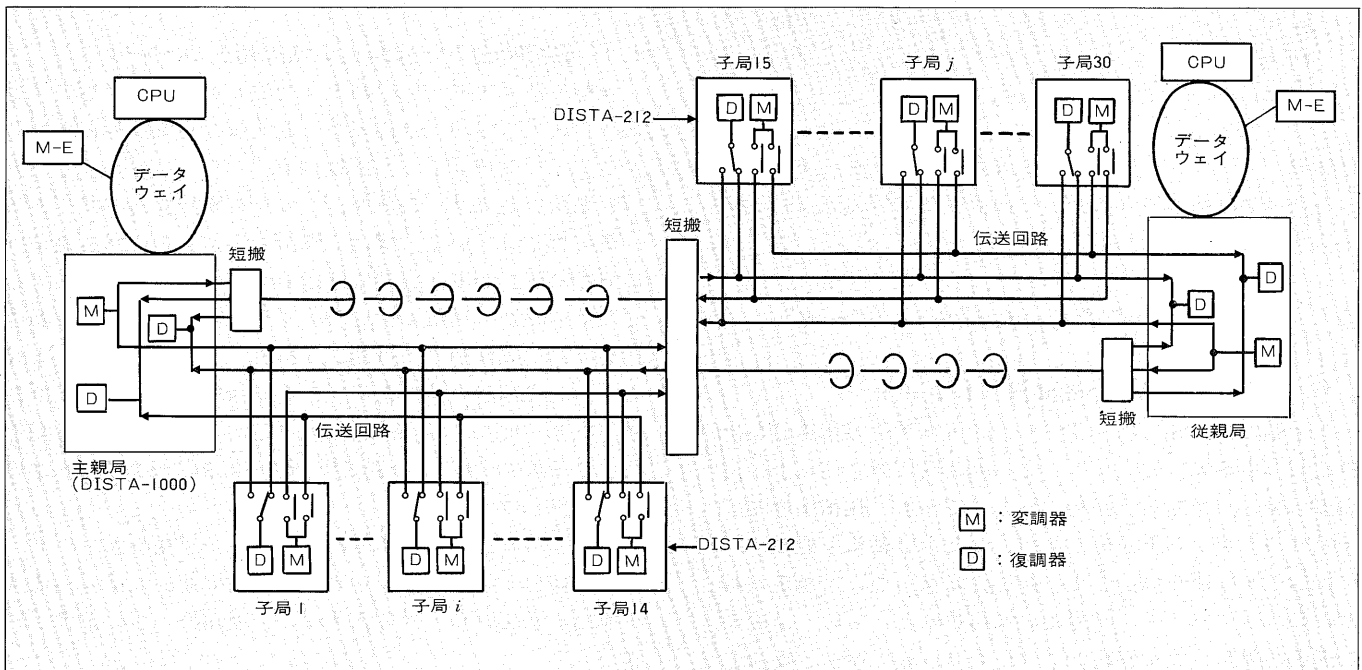 子局15
子局j
子局30
CPU
CPU
D M
D M
D M
DISTA-212
M-E
M-E
データ
ウェイ
データ
ウェイ
短搬
短搬
伝送回路
M
D
D
D
D
M
伝送回路
短搬
主親局
(DISTA-1000)
従親局
D M
D M
D M
DISTA-212
子局1
子局i
子局14
M:変調器
D:復調器